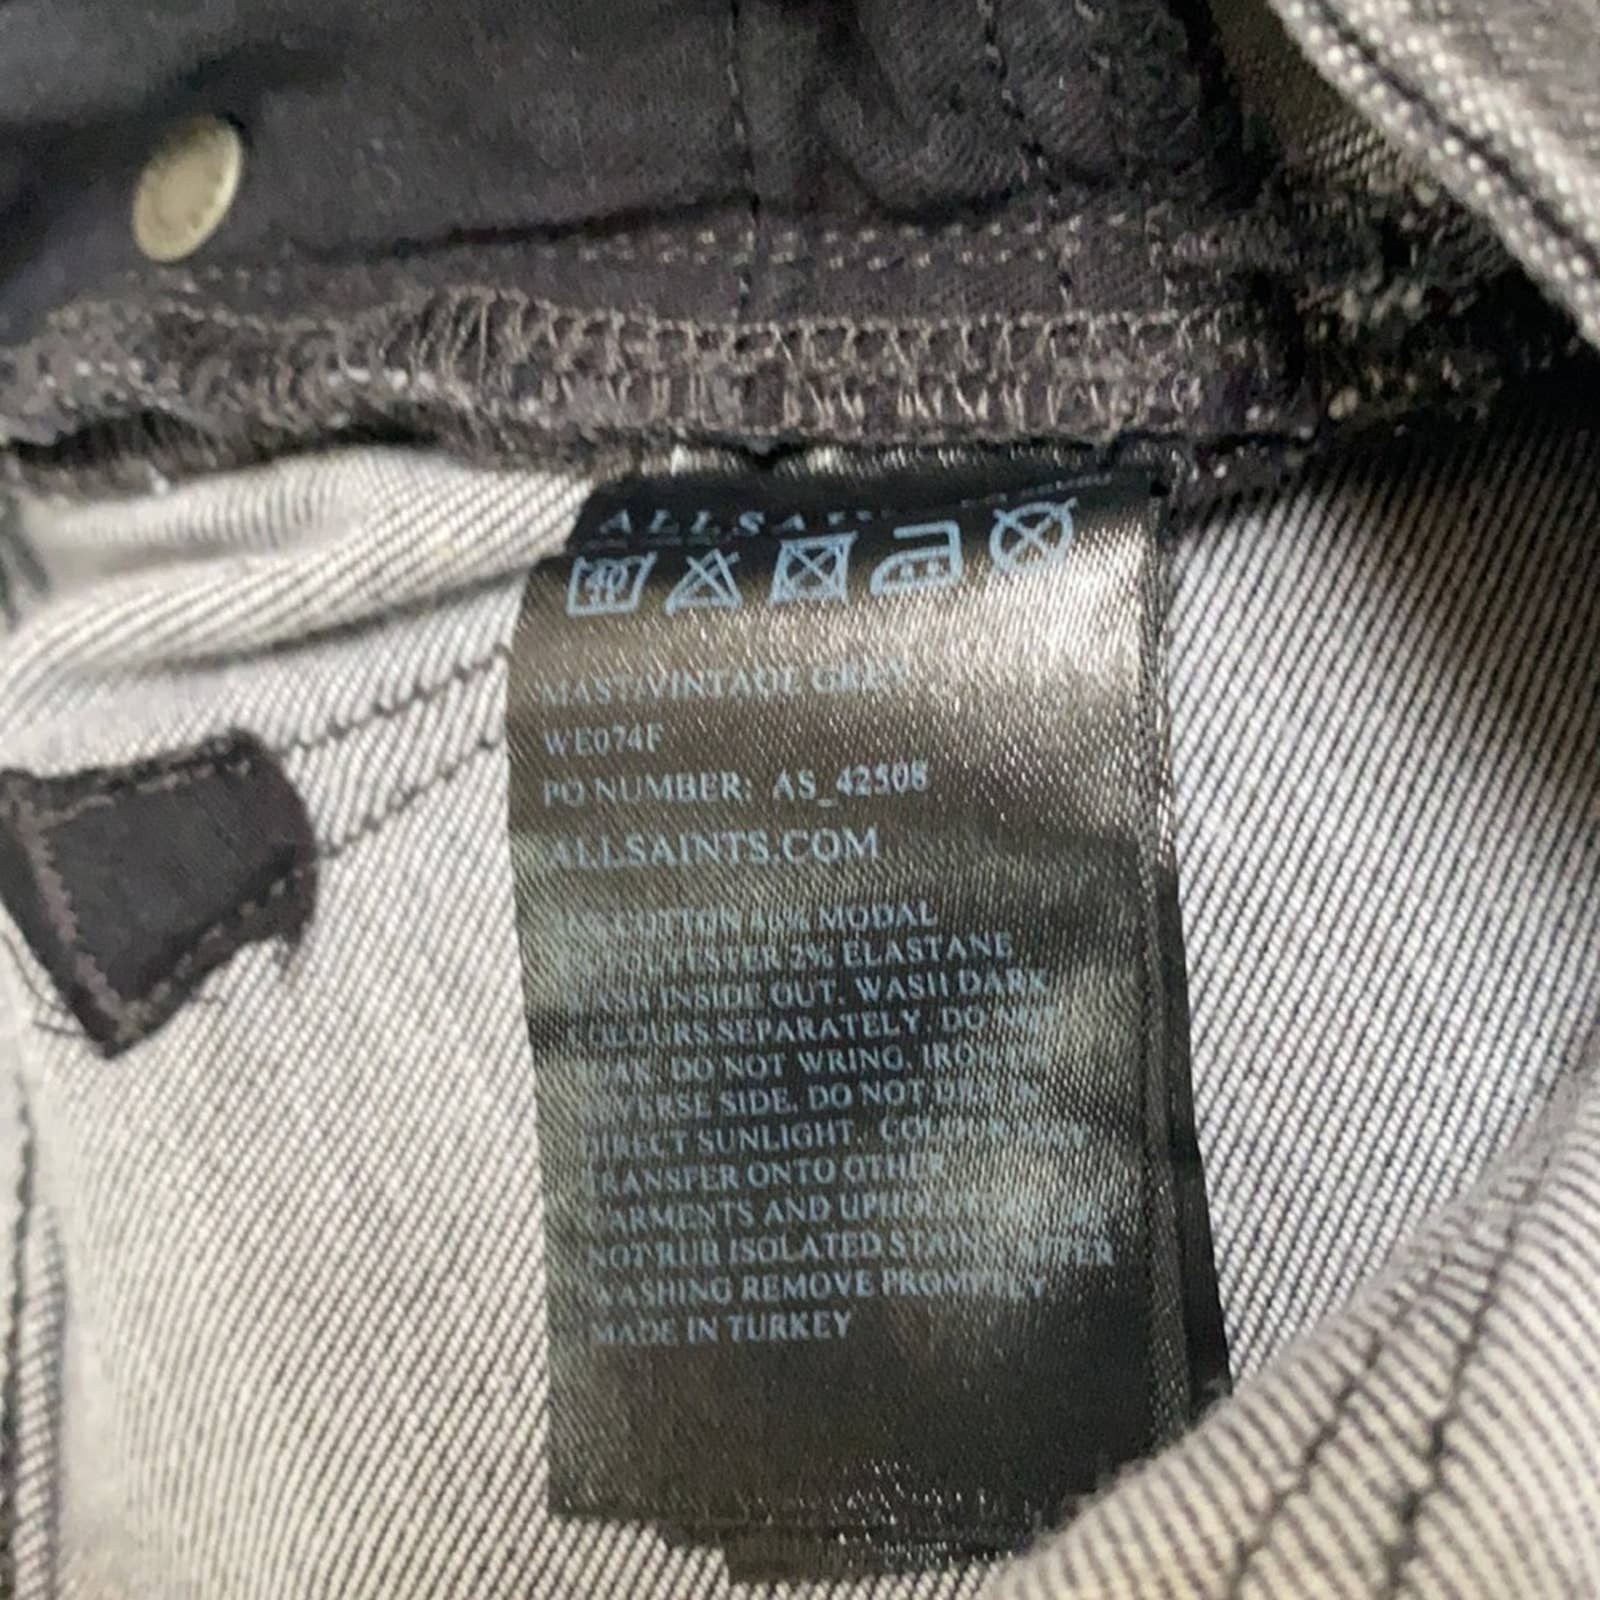 ALLSA
40
MAST/VINTAGE GREY
WE074F
PO NUMBER: AS_42508
ALLSAINTS.COM
COTTON MODAL
POLYESTER 2% ELASTANE
WASH INSIDE OUT. WASH DARK
COLOURS SEPARATELY. DO NOT
SOAK. DO NOT WRING. IRON ON
REVERSE SIDE. DO NOT DRY IN
DIRECT SUNLIGHT. COLOUR MAY
TRANSFER ONTO OTHER
GARMENTS AND UPHOLSTERY. DO
NOT RUB ISOLATED STAINS. AFTER
WASHING REMOVE PROMPTLY
MADE IN TURKEY